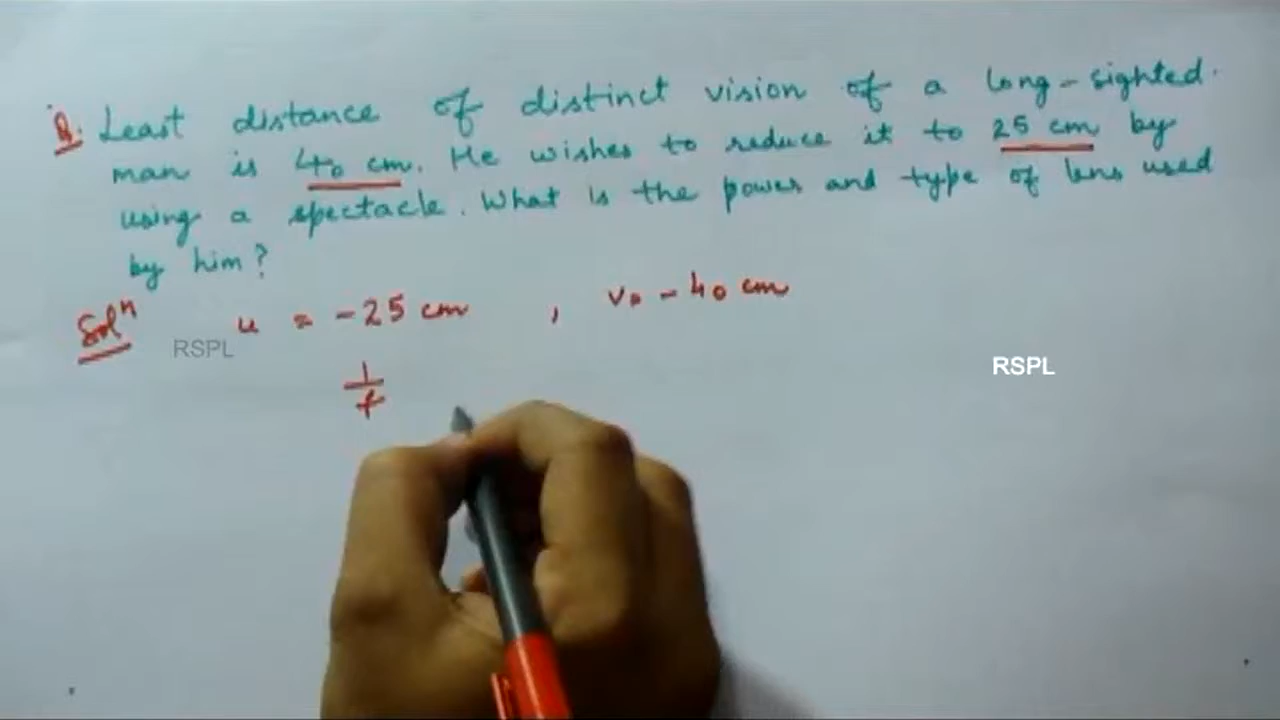 Q. Least distance of distinct vision of a long-sighted
man is 40 cm. He wishes to reduce it to 25 cm by
using a spectacle. What is the power and type of lens used
by him?
Solⁿ u = -25 cm , v = -40 cm
RSPL
RSPL
1/f